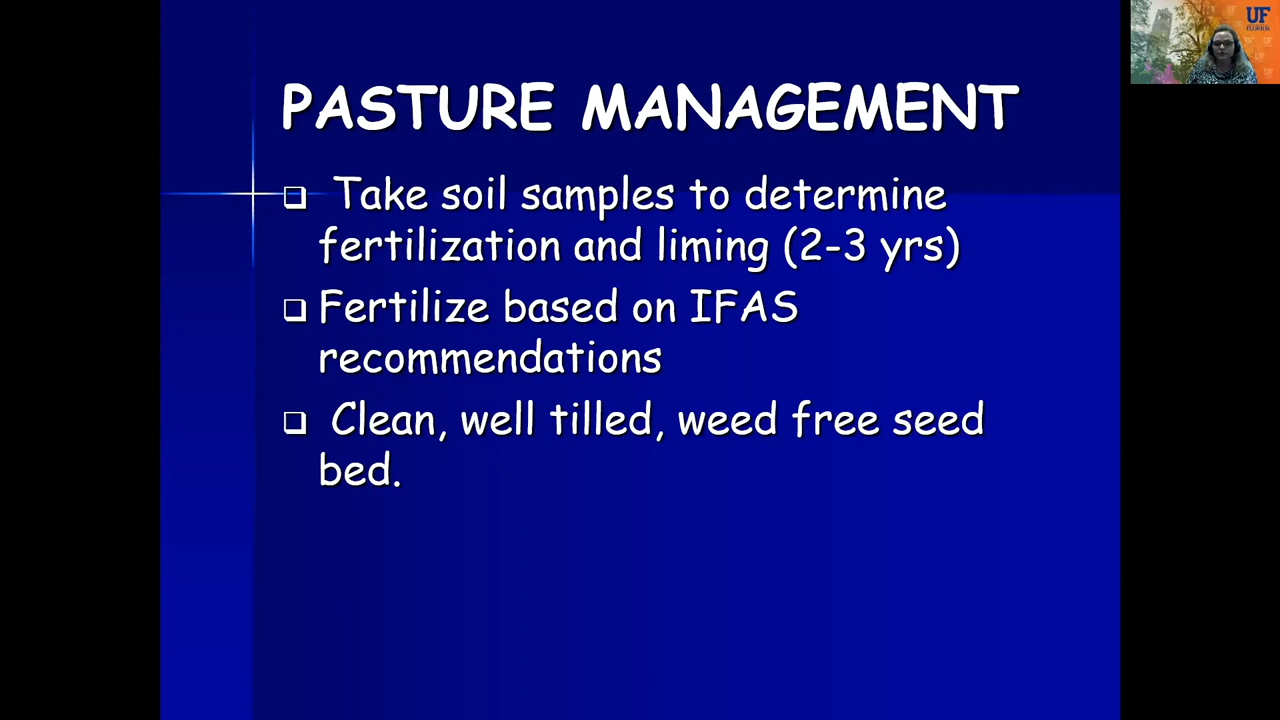 PASTURE MANAGEMENT
Take soil samples to determine
fertilization and liming (2-3 yrs)
Fertilize based on IFAS
recommendations
Clean, well tilled, weed free seed
bed.
UF
FLORIDA